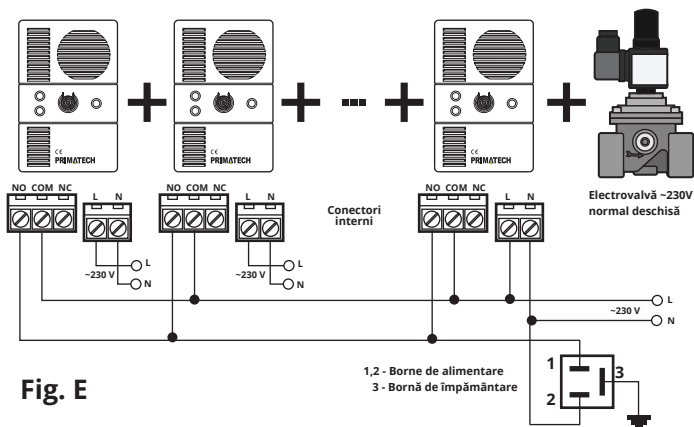 CE
PRIMATECH
CE
PRIMATECH
CE
PRIMATECH
NO COM NC
L N
NO COM NC
L N
NO COM NC
L N
Conectori
interni
Electrovalvă ~230V
normal deschisă
~230 V
L
N
~230 V
L
N
L
~230 V
N
1,2 - Borne de alimentare
3 - Bornă de împământare
1
2
3
Fig. E